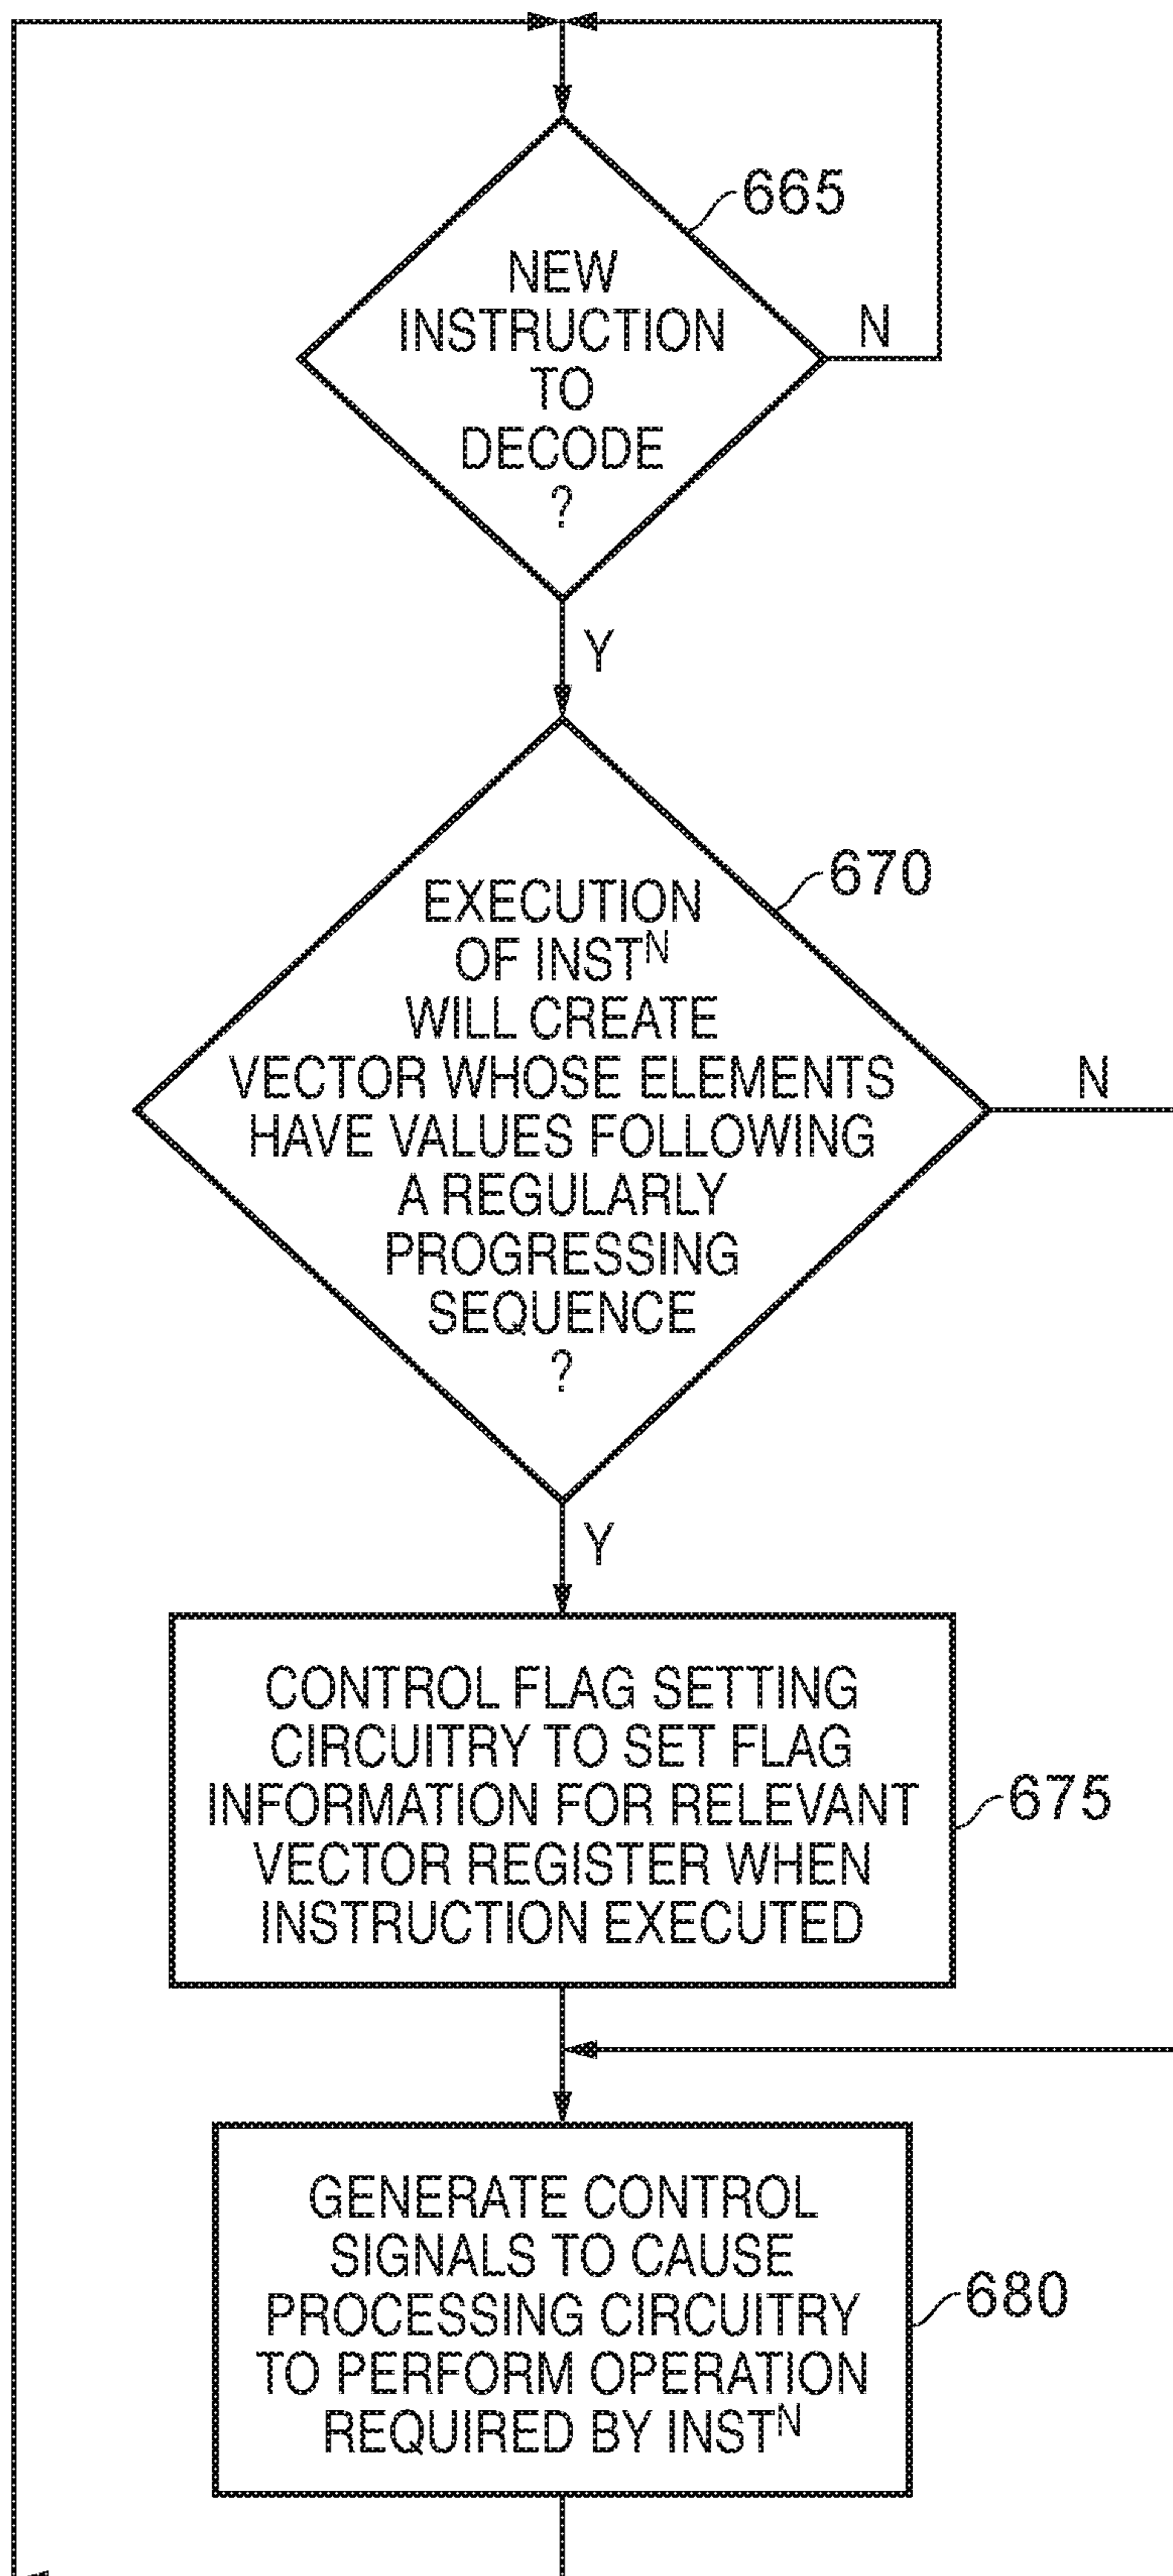 665
NEW
INSTRUCTION
TO
DECODE
?
N
Y
670
EXECUTION
OF INSTᴺ
WILL CREATE
VECTOR WHOSE ELEMENTS
HAVE VALUES FOLLOWING
A REGULARLY
PROGRESSING
SEQUENCE
?
N
Y
CONTROL FLAG SETTING
CIRCUITRY TO SET FLAG
INFORMATION FOR RELEVANT
VECTOR REGISTER WHEN
INSTRUCTION EXECUTED
675
GENERATE CONTROL
SIGNALS TO CAUSE
PROCESSING CIRCUITRY
TO PERFORM OPERATION
REQUIRED BY INSTᴺ
680